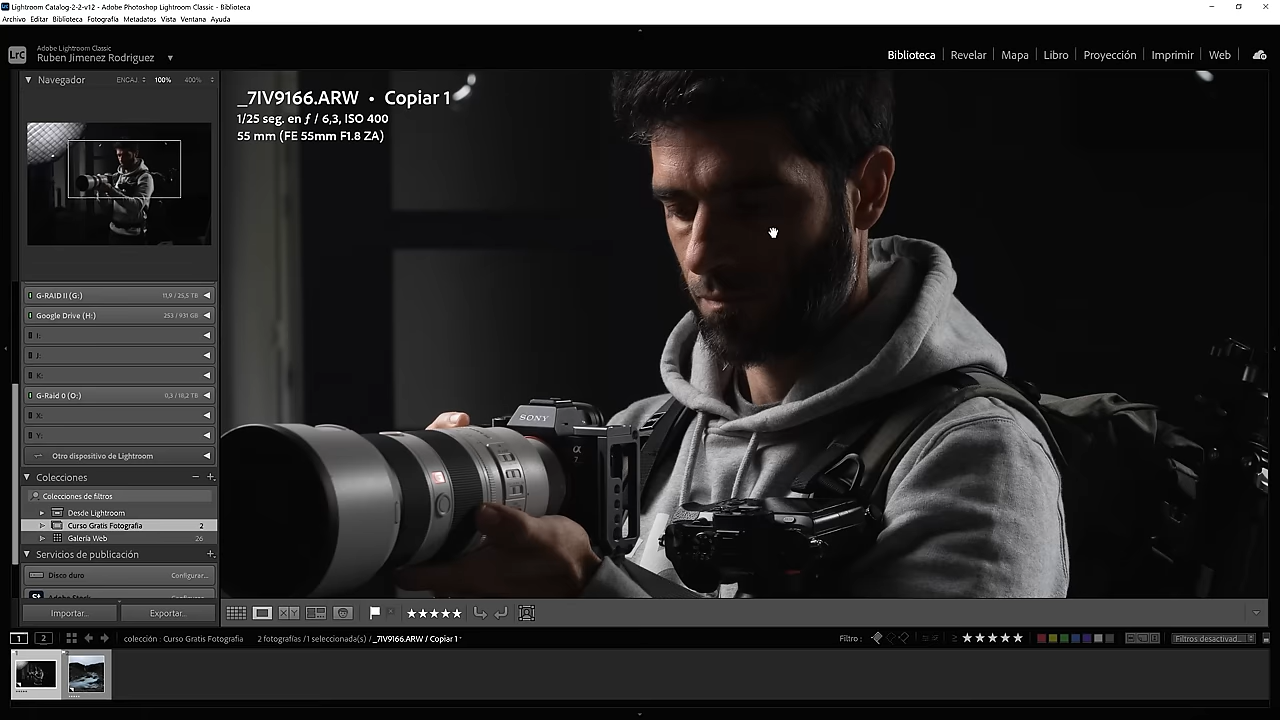 Lightroom Catalog-2-2-v12 - Adobe Photoshop Lightroom Classic - Biblioteca
Archivo Editar Biblioteca Fotografía Metadatos Vista Ventana Ayuda
LrC
Adobe Lightroom Classic
Ruben Jimenez Rodriguez
Biblioteca | Revelar | Mapa | Libro | Proyección | Imprimir | Web
Navegador ENCAJ. 100% 400%
_7IV9166.ARW • Copiar 1
1/25 seg. en ƒ / 6,3, ISO 400
55 mm (FE 55mm F1.8 ZA)
SONY
α
7
G-RAID II (G:) 11,9 / 25,5 TB
Google Drive (H:) 253 / 931 GB
I:
J:
K:
G-Raid 0 (O:) 0,3 / 18,2 TB
X:
Y:
Otro dispositivo de Lightroom
Colecciones
Colecciones de filtros
Desde Lightroom
Curso Gratis Fotografía 2
Galería Web 26
Servicios de publicación
Disco duro Configurar...
Importar... Exportar...
XY
1 2 colección : Curso Gratis Fotografía 2 fotografías /1 seleccionada(s) / _7IV9166.ARW / Copiar 1
Filtro : Filtros desactivad...